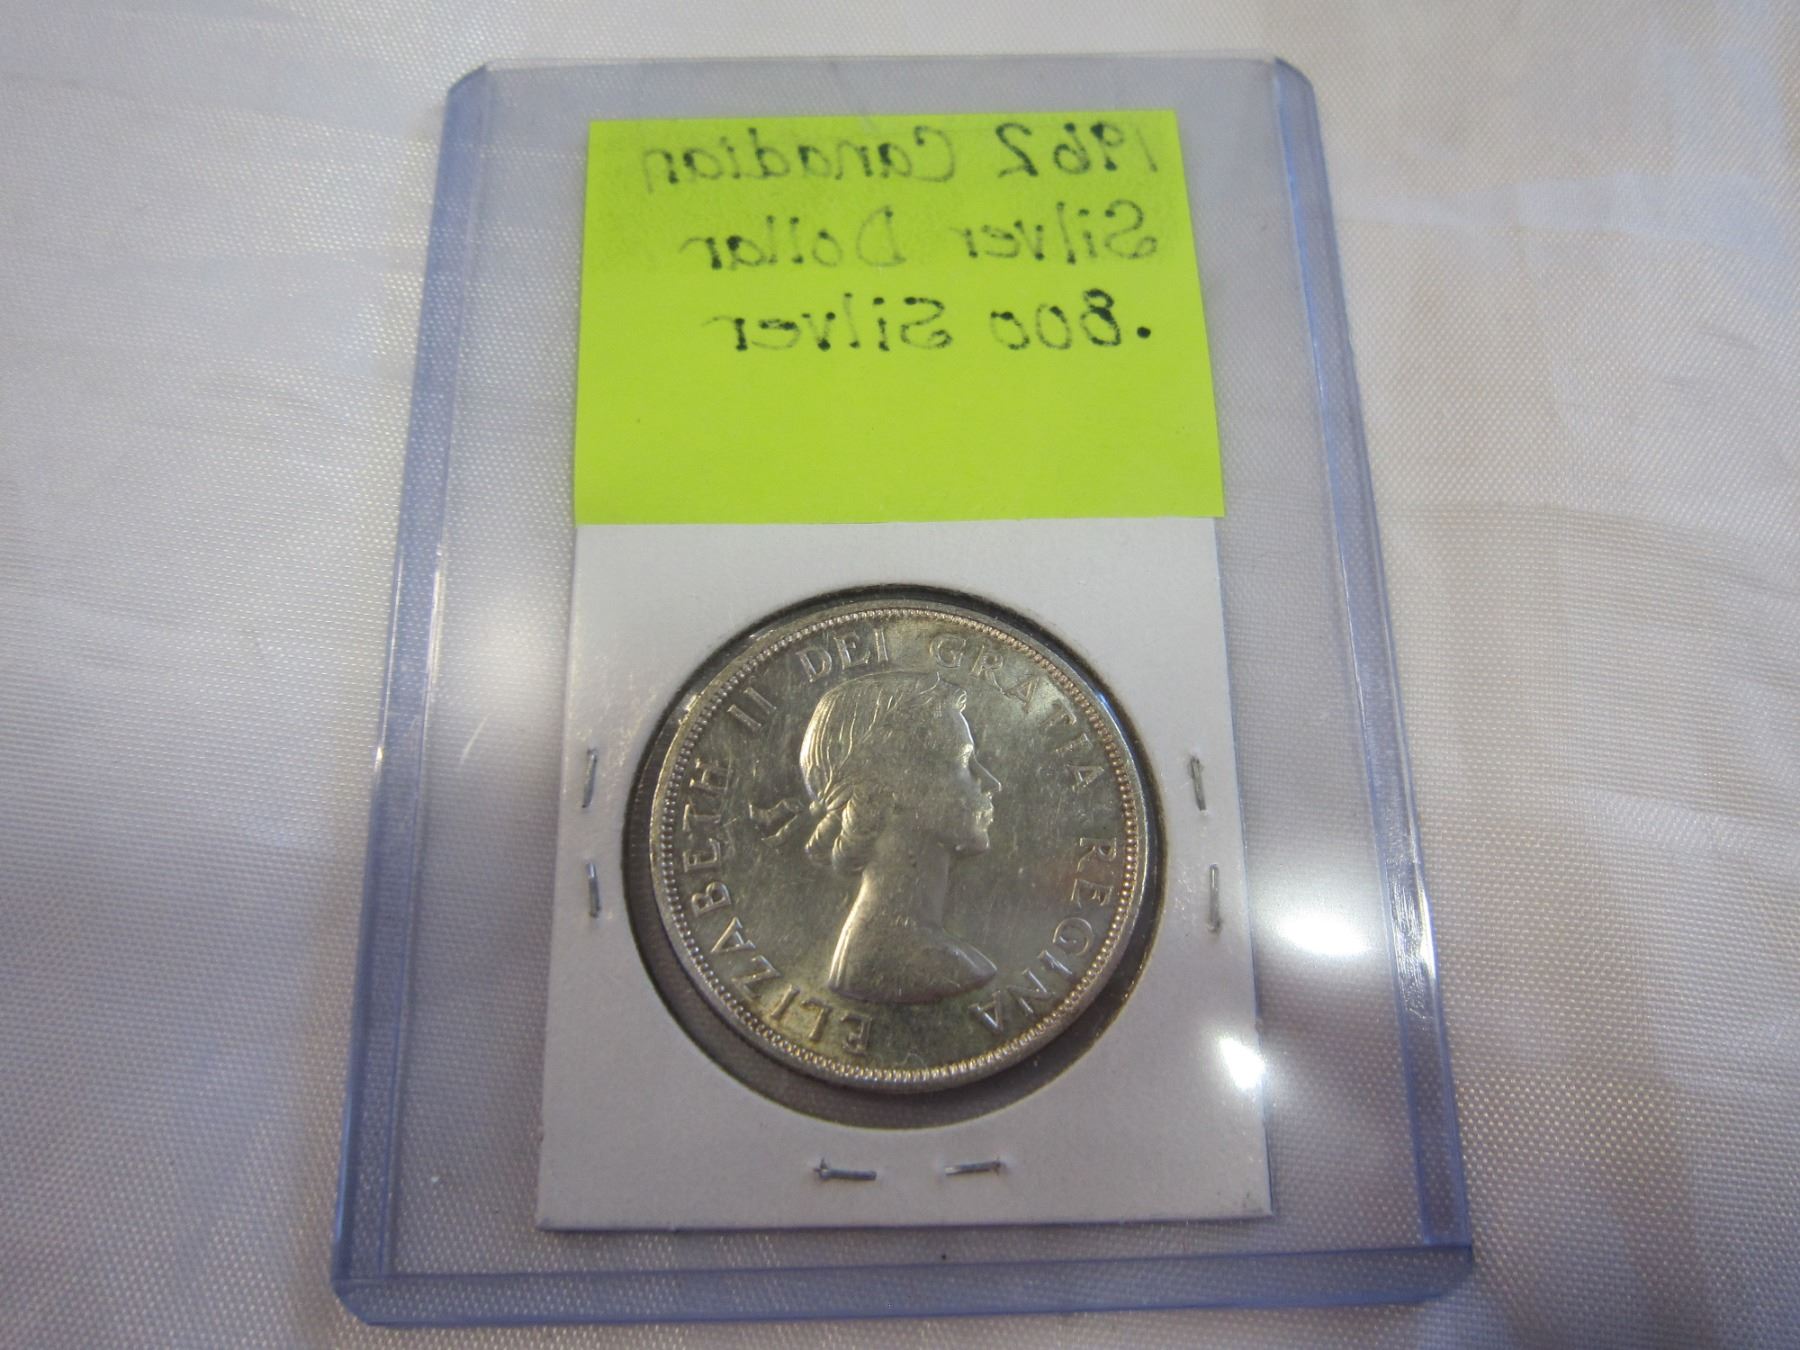 1962 Canadian
Silver Dollar
.800 Silver
ELIZABETH II DEI GRATIA REGINA